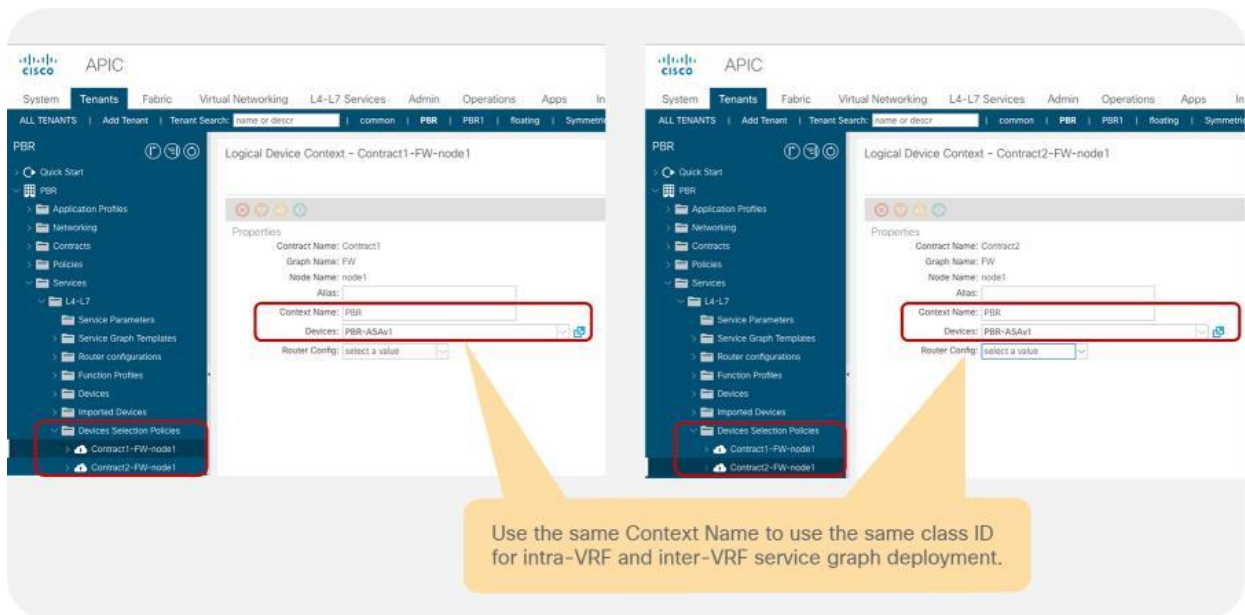 CISCO APIC
System Tenants Fabric Virtual Networking L4-L7 Services Admin Operations Apps In
ALL TENANTS | Add Tenant | Tenant Search: name or descr | common | PBR | PBR1 | floating | Symmetric
PBR
Quick Start
PBR
Application Profiles
Networking
Contracts
Policies
Services
L4-L7
Service Parameters
Service Graph Templates
Router configurations
Function Profiles
Devices
Imported Devices
Devices Selection Policies
Contract1-FW-node1
Contract2-FW-node1
Logical Device Context - Contract1-FW-node1
Properties
Contract Name: Contract1
Graph Name: FW
Node Name: node1
Alias:
Context Name: PBR
Devices: PBR-ASAv1
Router Config: select a value
CISCO APIC
System Tenants Fabric Virtual Networking L4-L7 Services Admin Operations Apps In
ALL TENANTS | Add Tenant | Tenant Search: name or descr | common | PBR | PBR1 | floating | Symmetric
PBR
Quick Start
PBR
Application Profiles
Networking
Contracts
Policies
Services
L4-L7
Service Parameters
Service Graph Templates
Router configurations
Function Profiles
Devices
Imported Devices
Devices Selection Policies
Contract1-FW-node1
Contract2-FW-node1
Logical Device Context - Contract2-FW-node1
Properties
Contract Name: Contract2
Graph Name: FW
Node Name: node1
Alias:
Context Name: PBR
Devices: PBR-ASAv1
Router Config: select a value
Use the same Context Name to use the same class ID
for intra-VRF and inter-VRF service graph deployment.